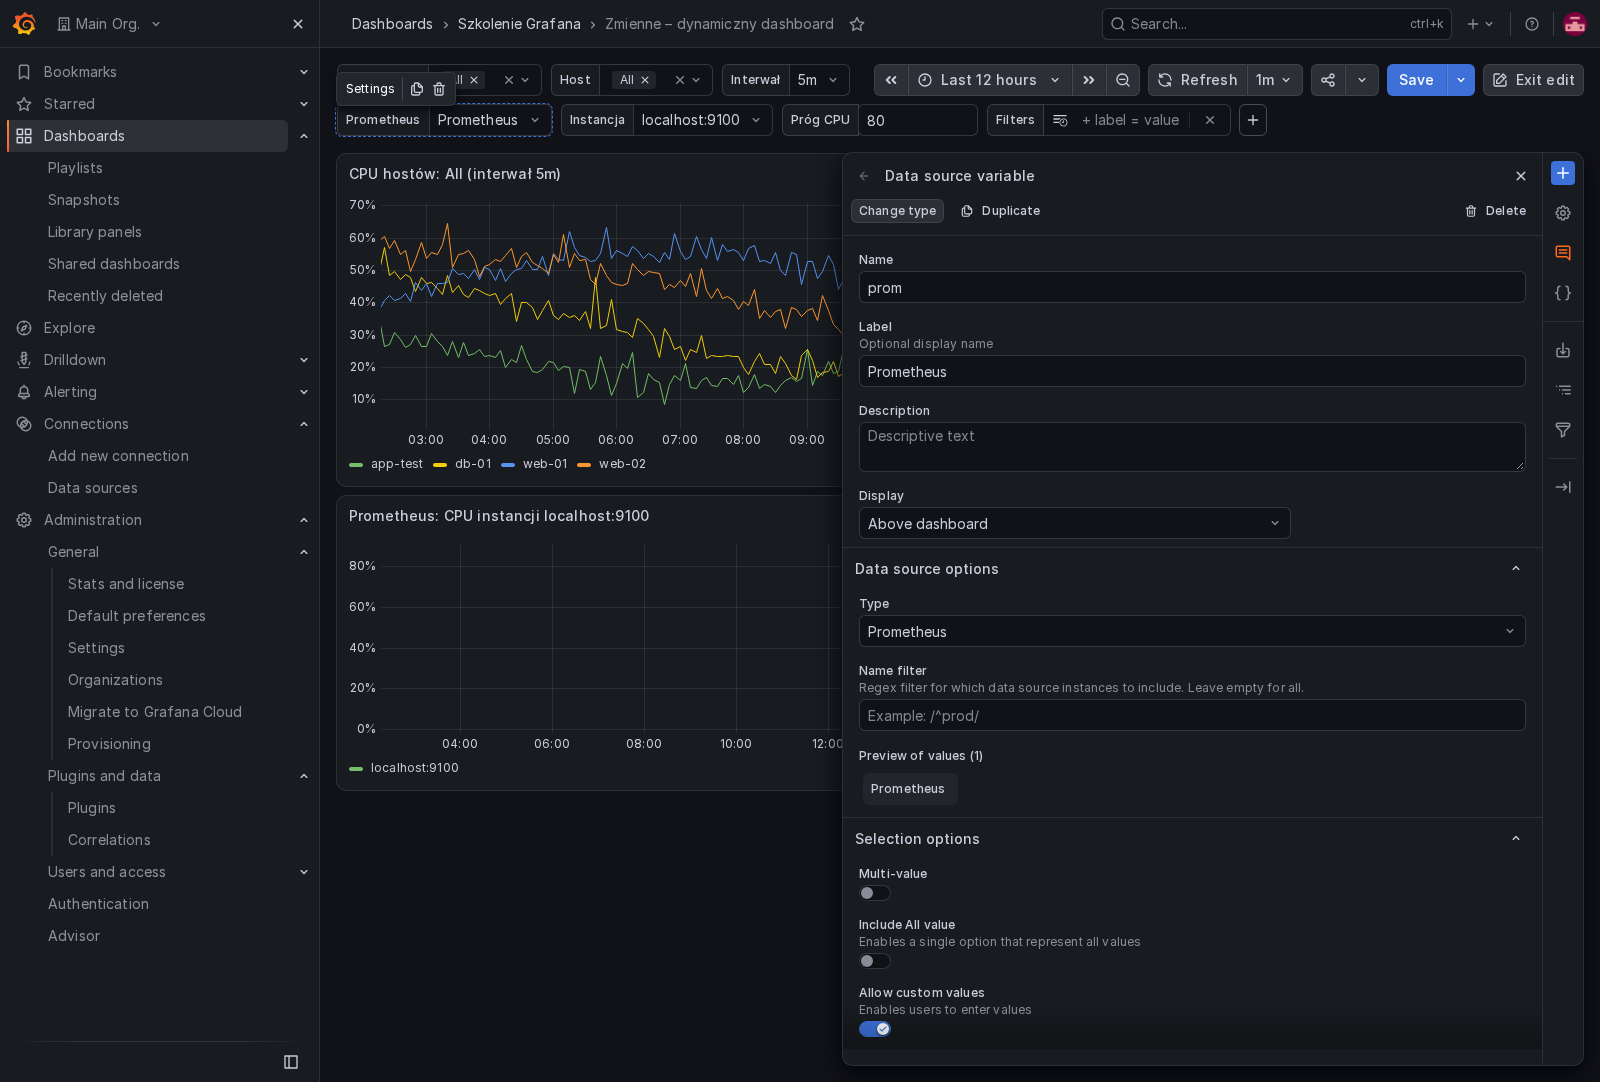 Main Org.
Dashboards
Szkolenie Grafana
Zmienne – dynamiczny dashboard
Search...
ctrl+k
Bookmarks
Starred
Dashboards
Playlists
Snapshots
Library panels
Shared dashboards
Recently deleted
Explore
Drilldown
Alerting
Connections
Add new connection
Data sources
Administration
General
Stats and license
Default preferences
Settings
Organizations
Migrate to Grafana Cloud
Provisioning
Plugins and data
Plugins
Correlations
Users and access
Authentication
Advisor
Settings
Host
All
Interwał
5m
Last 12 hours
Refresh
1m
Save
Exit edit
Prometheus
Prometheus
Instancja
localhost:9100
Próg CPU
80
Filters
+ label = value
CPU hostów: All (interwał 5m)
70%
60%
50%
40%
30%
20%
10%
03:00
04:00
05:00
06:00
07:00
08:00
09:00
app-test
db-01
web-01
web-02
Prometheus: CPU instancji localhost:9100
80%
60%
40%
20%
0%
04:00
06:00
08:00
10:00
12:00
localhost:9100
Data source variable
Change type
Duplicate
Delete
Name
prom
Label
Optional display name
Prometheus
Description
Descriptive text
Display
Above dashboard
Data source options
Type
Prometheus
Name filter
Regex filter for which data source instances to include. Leave empty for all.
Example: /^prod/
Preview of values (1)
Prometheus
Selection options
Multi-value
Include All value
Enables a single option that represent all values
Allow custom values
Enables users to enter values